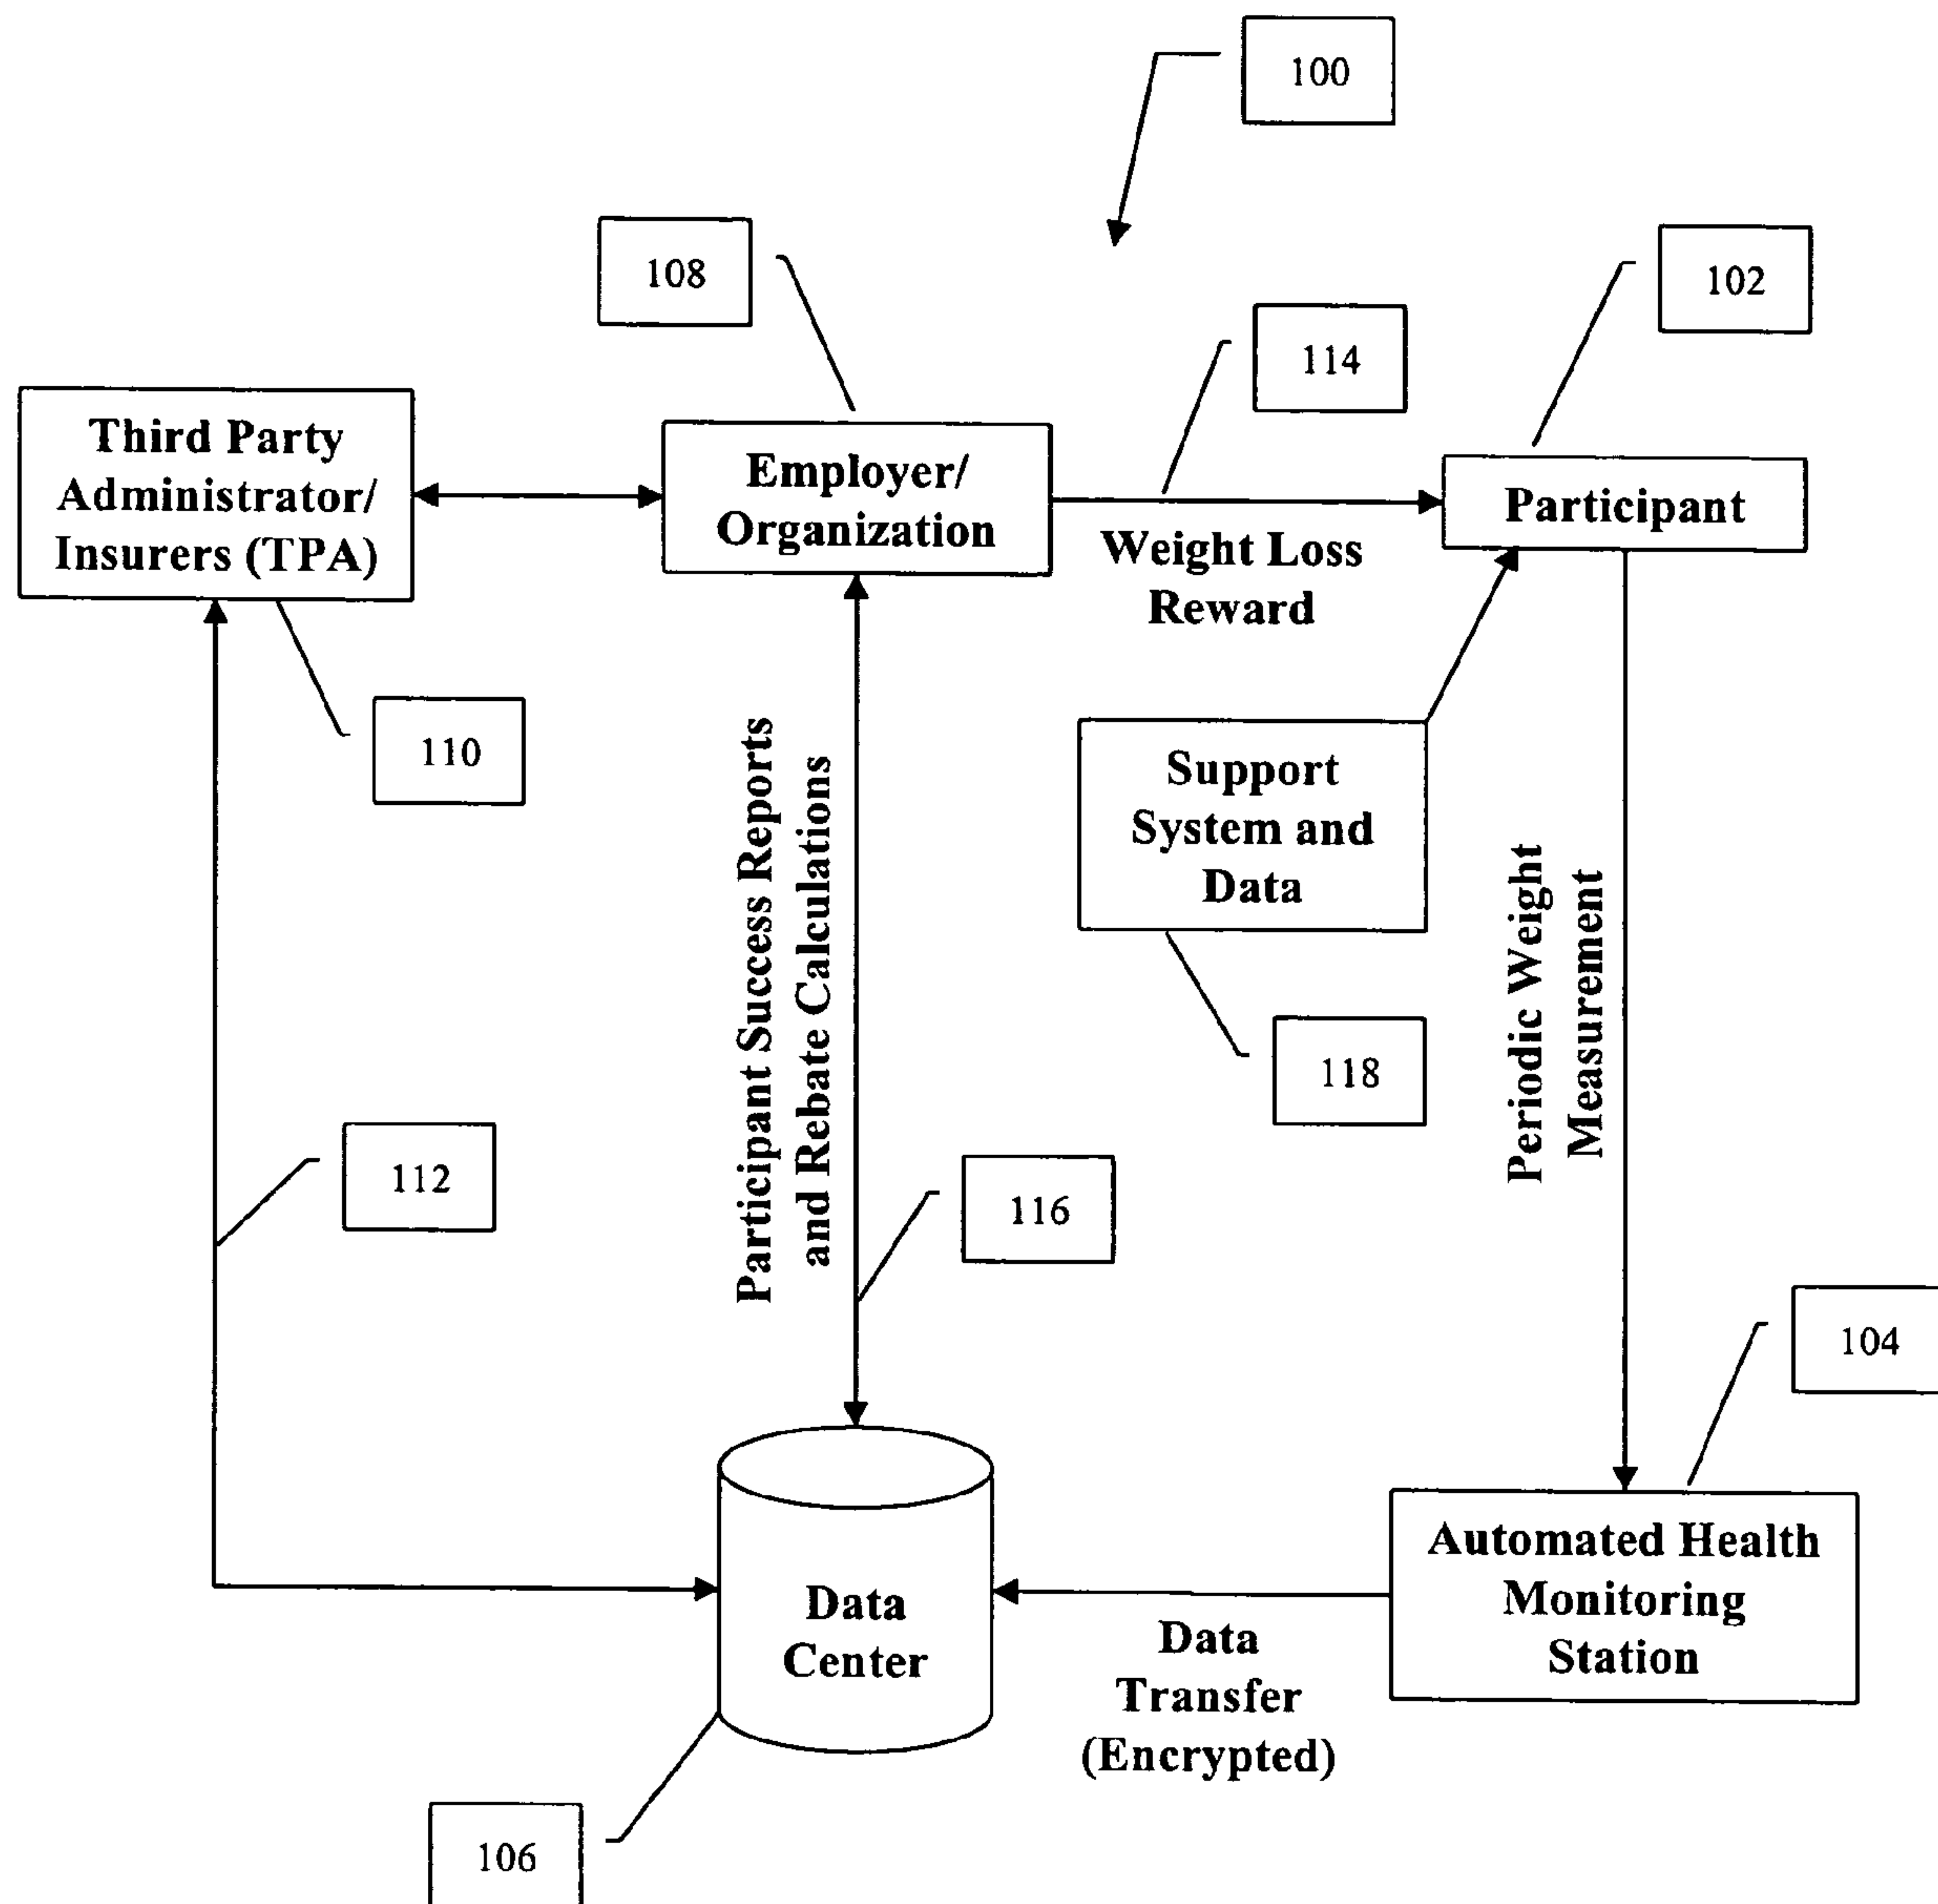 100
108
102
114
Third Party
Administrator/
Insurers (TPA)
Employer/
Organization
Participant
Weight Loss
Reward
110
Support
System and
Data
118
Participant Success Reports
and Rebate Calculations
Periodic Weight
Measurement
112
116
104
Data
Center
Automated Health
Monitoring
Station
Data
Transfer
(Encrypted)
106